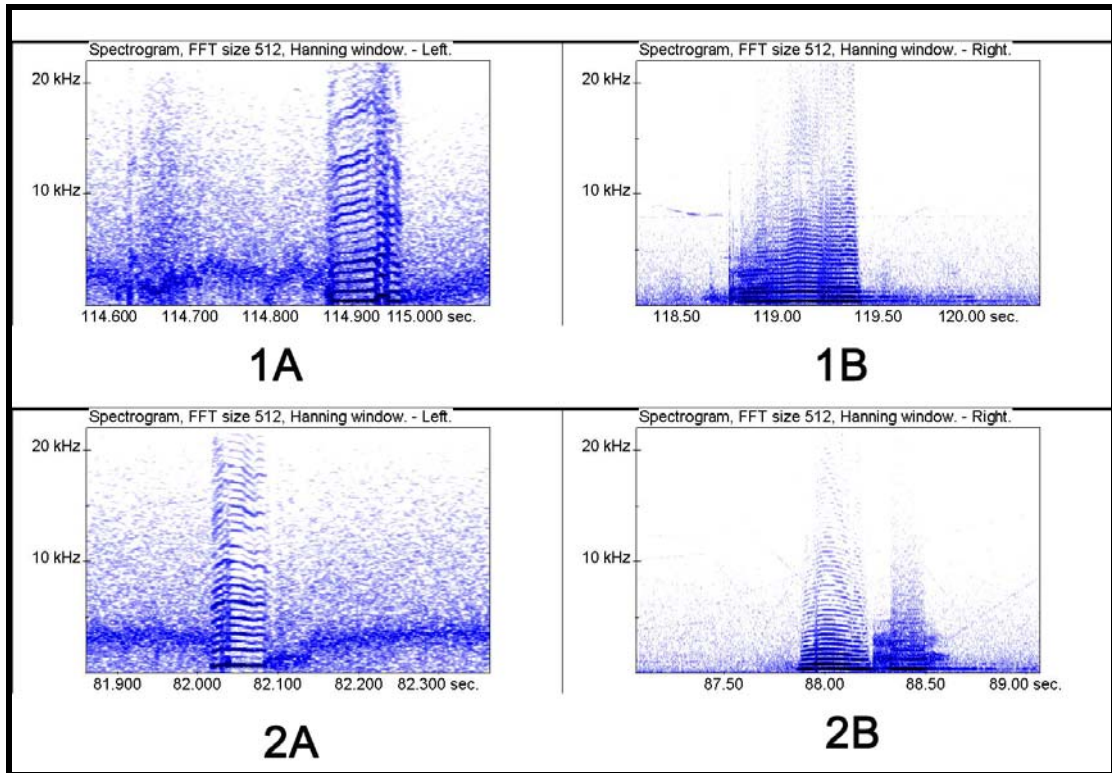 Spectrogram, FFT size 512, Hanning window. - Left.
20 kHz
10 kHz
114.600 114.700 114.800 114.900 115.000 sec.
1A
Spectrogram, FFT size 512, Hanning window. - Right.
20 kHz
10 kHz
118.50 119.00 119.50 120.00 sec.
1B
Spectrogram, FFT size 512, Hanning window. - Left.
20 kHz
10 kHz
81.900 82.000 82.100 82.200 82.300 sec.
2A
Spectrogram, FFT size 512, Hanning window. - Right.
20 kHz
10 kHz
87.50 88.00 88.50 89.00 sec.
2B